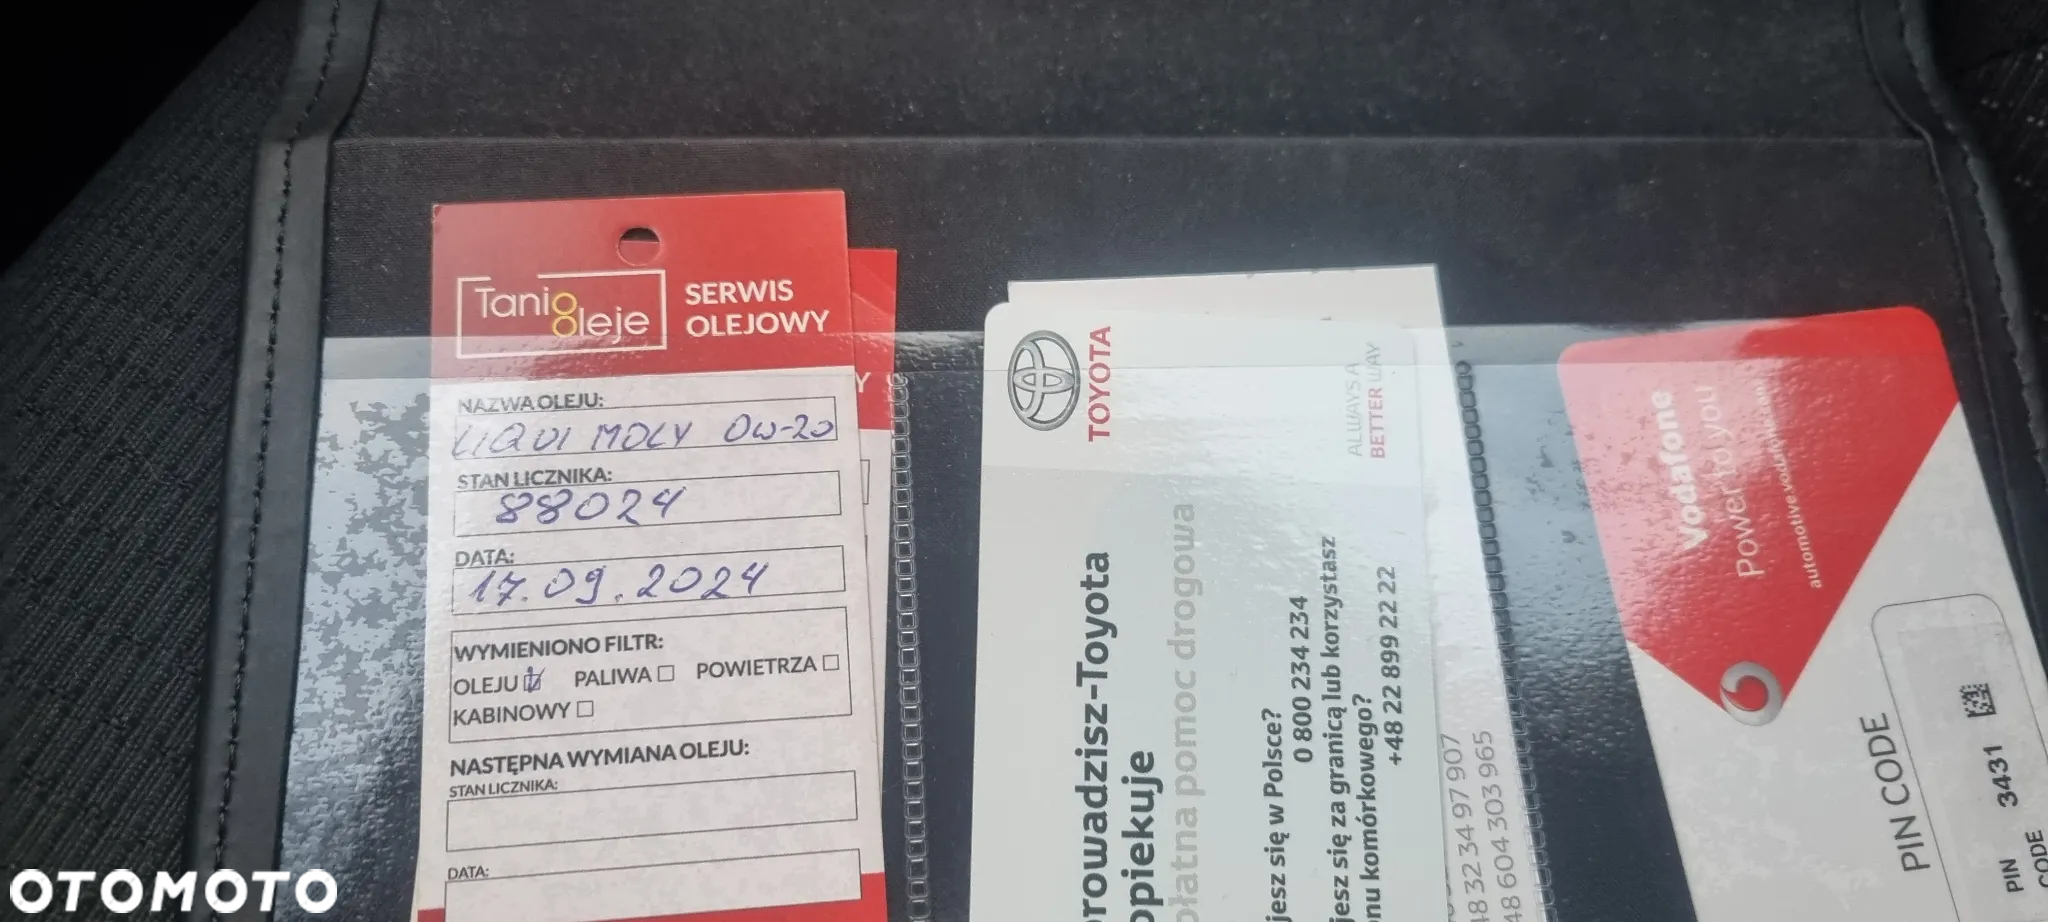 Tani
oleje
SERWIS
OLEJOWY
NAZWA OLEJU:
LIQUI MOLY 0W-20
STAN LICZNIKA:
88024
DATA:
17.09.2024
WYMIENIONO FILTR:
OLEJU PALIWA POWIETRZA
KABINOWY
NASTĘPNA WYMIANA OLEJU:
STAN LICZNIKA:
DATA:
Y
TOYOTA
ALWAYS A
BETTER WAY
rowadzisz-Toyota
opiekuje
płatna pomoc drogowa
jesz się w Polsce?
0 800 234 234
jesz się za granicą lub korzystasz
onu komórkowego?
+48 22 899 22 22
48 32 34 97 907
48 604 303 965
Vodafone
Power to you
automotive.vodafone.com
PIN CODE
PIN 3431
CODE
OTOMOTO